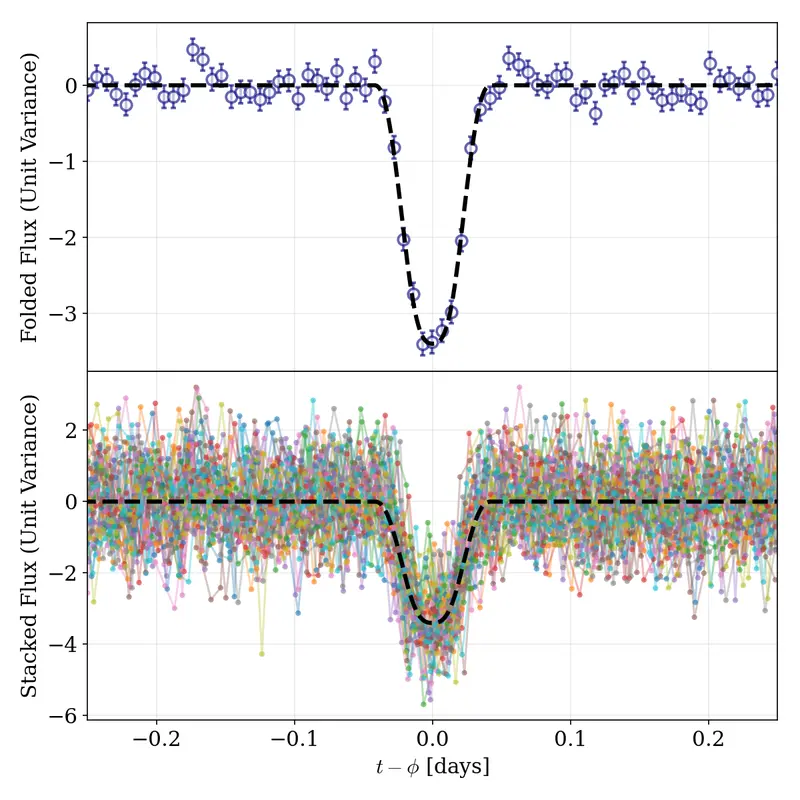 Folded Flux (Unit Variance)
0
−1
−2
−3
Stacked Flux (Unit Variance)
2
0
−2
−4
−6
−0.2 −0.1 0.0 0.1 0.2
t − ϕ [days]